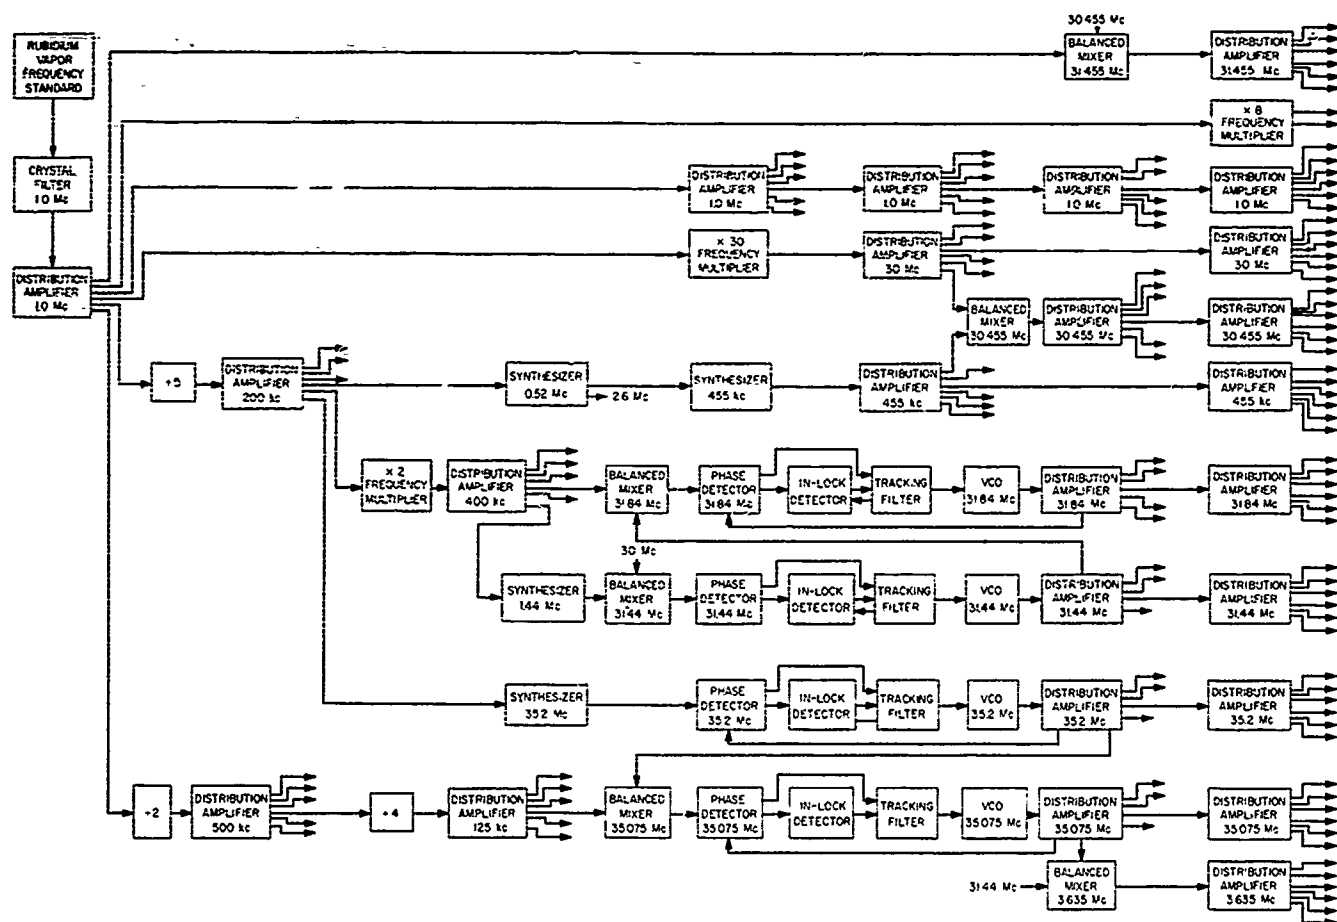 RUBIDIUM
VAPOR
FREQUENCY
STANDARD
CRYSTAL
FILTER
1.0 Mc
DISTRIBUTION
AMPLIFIER
1.0 Mc
30.455 Mc
BALANCED
MIXER
31.455 Mc
DISTRIBUTION
AMPLIFIER
31.455 Mc
× 8
FREQUENCY
MULTIPLIER
DISTRIBUTION
AMPLIFIER
1.0 Mc
DISTRIBUTION
AMPLIFIER
1.0 Mc
DISTRIBUTION
AMPLIFIER
1.0 Mc
DISTRIBUTION
AMPLIFIER
1.0 Mc
× 30
FREQUENCY
MULTIPLIER
DISTRIBUTION
AMPLIFIER
30 Mc
DISTRIBUTION
AMPLIFIER
30 Mc
BALANCED
MIXER
30.455 Mc
DISTRIBUTION
AMPLIFIER
30.455 Mc
DISTRIBUTION
AMPLIFIER
30.455 Mc
÷5
DISTRIBUTION
AMPLIFIER
200 kc
SYNTHESIZER
0.52 Mc
2.6 Mc
SYNTHESIZER
455 kc
DISTRIBUTION
AMPLIFIER
455 kc
DISTRIBUTION
AMPLIFIER
455 kc
× 2
FREQUENCY
MULTIPLIER
DISTRIBUTION
AMPLIFIER
400 kc
BALANCED
MIXER
31.84 Mc
PHASE
DETECTOR
31.84 Mc
IN-LOCK
DETECTOR
TRACKING
FILTER
VCO
31.84 Mc
DISTRIBUTION
AMPLIFIER
31.84 Mc
DISTRIBUTION
AMPLIFIER
31.84 Mc
30 Mc
SYNTHESIZER
1.44 Mc
BALANCED
MIXER
31.44 Mc
PHASE
DETECTOR
31.44 Mc
IN-LOCK
DETECTOR
TRACKING
FILTER
VCO
31.44 Mc
DISTRIBUTION
AMPLIFIER
31.44 Mc
DISTRIBUTION
AMPLIFIER
31.44 Mc
SYNTHESIZER
35.2 Mc
PHASE
DETECTOR
35.2 Mc
IN-LOCK
DETECTOR
TRACKING
FILTER
VCO
35.2 Mc
DISTRIBUTION
AMPLIFIER
35.2 Mc
DISTRIBUTION
AMPLIFIER
35.2 Mc
÷2
DISTRIBUTION
AMPLIFIER
500 kc
÷4
DISTRIBUTION
AMPLIFIER
125 kc
BALANCED
MIXER
35.075 Mc
PHASE
DETECTOR
35.075 Mc
IN-LOCK
DETECTOR
TRACKING
FILTER
VCO
35.075 Mc
DISTRIBUTION
AMPLIFIER
35.075 Mc
DISTRIBUTION
AMPLIFIER
35.075 Mc
31.44 Mc
BALANCED
MIXER
3.635 Mc
DISTRIBUTION
AMPLIFIER
3.635 Mc